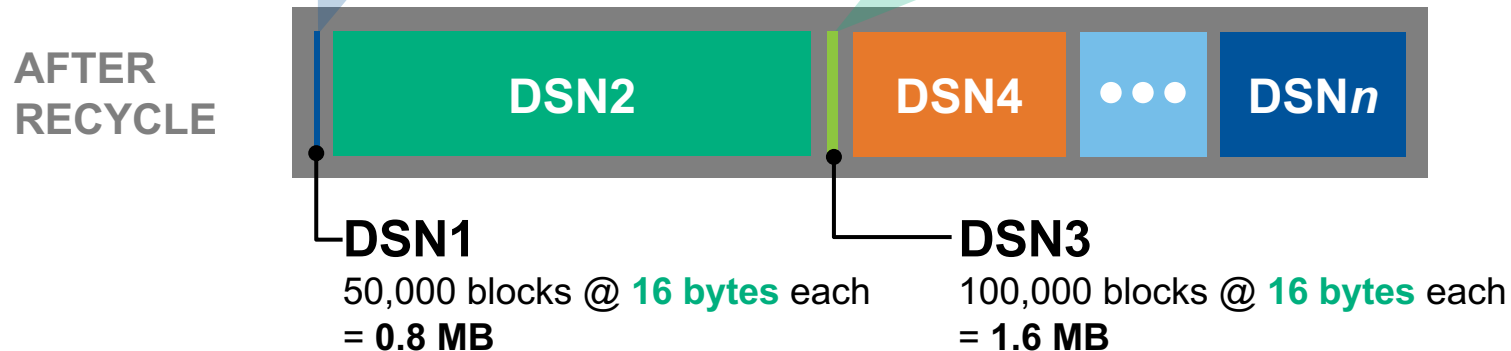 AFTER
RECYCLE
DSN2
DSN4
•••
DSNn
DSN1
50,000 blocks @ 16 bytes each
= 0.8 MB
DSN3
100,000 blocks @ 16 bytes each
= 1.6 MB